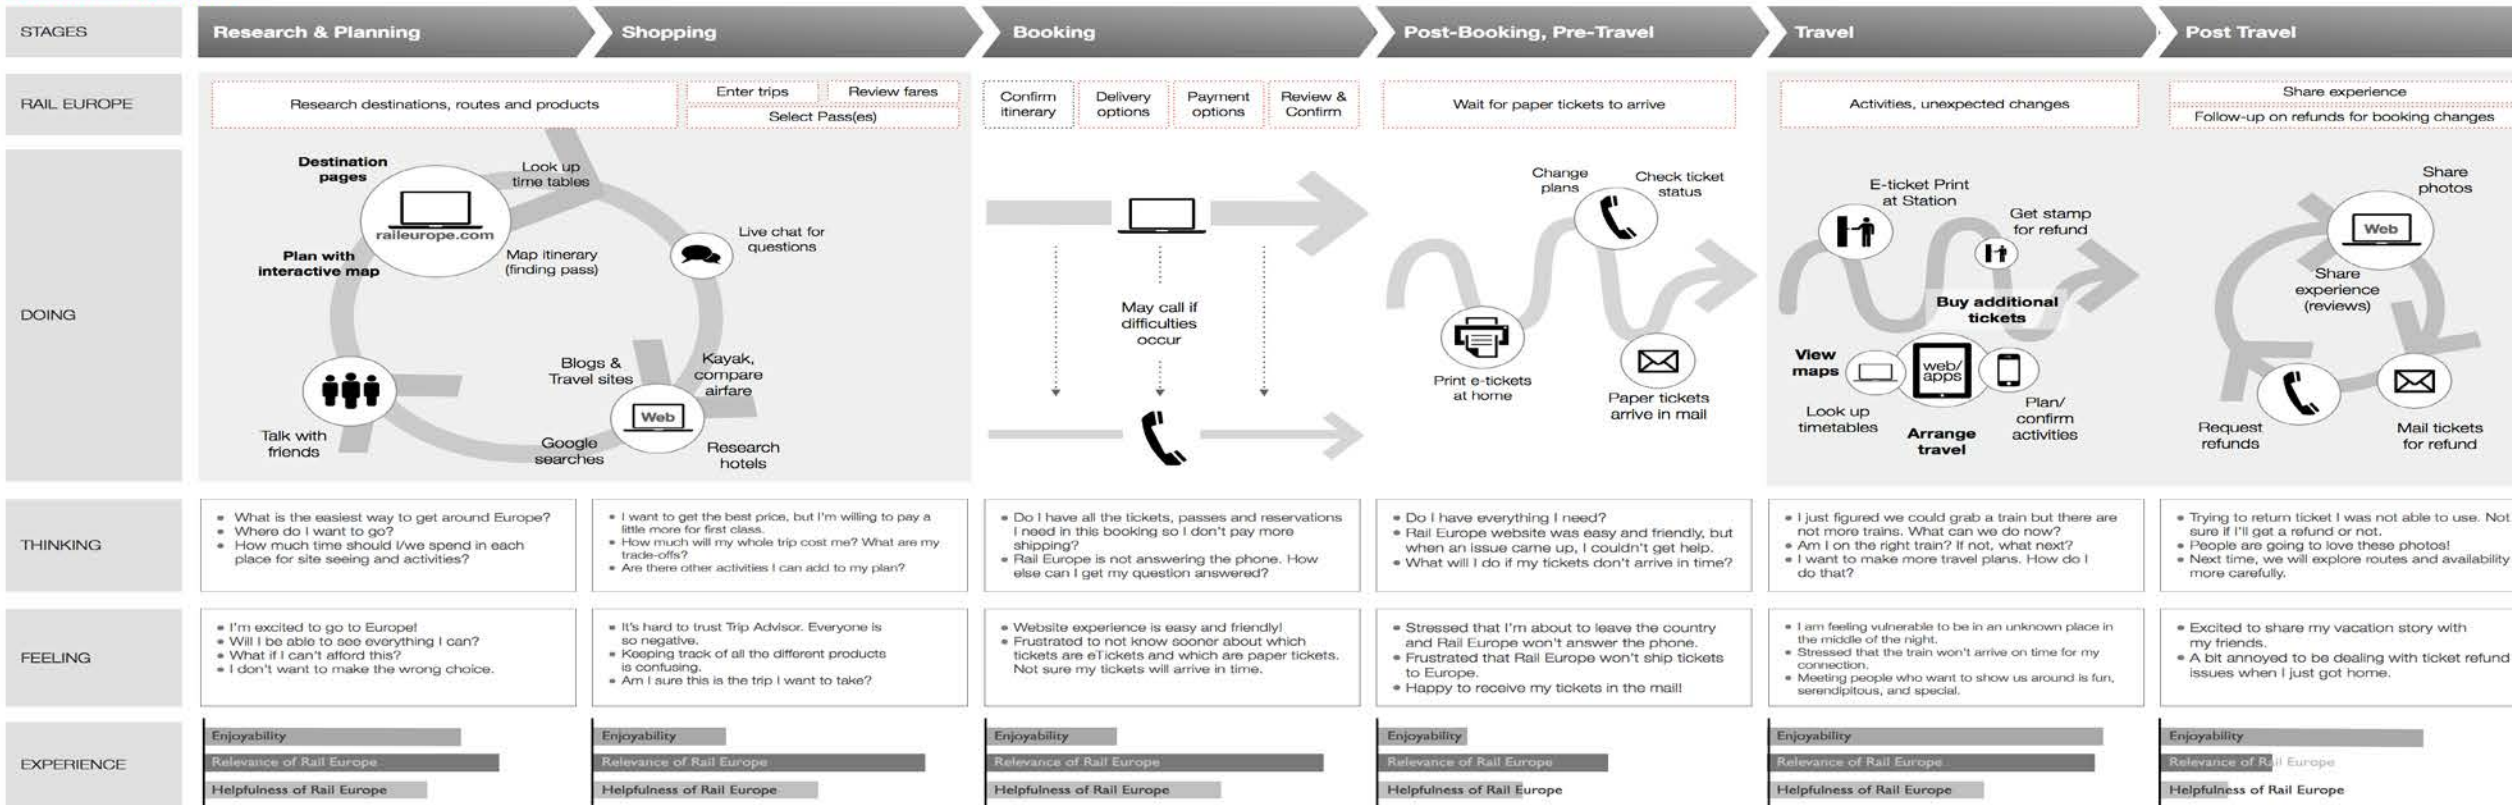 STAGES
Research & Planning
Shopping
Booking
Post-Booking, Pre-Travel
Travel
Post Travel
RAIL EUROPE
Research destinations, routes and products
Enter trips
Review fares
Select Pass(es)
Confirm
itinerary
Delivery
options
Payment
options
Review &
Confirm
Wait for paper tickets to arrive
Activities, unexpected changes
Share experience
Follow-up on refunds for booking changes
DOING
Destination
pages
Look up
time tables
raileurope.com
Plan with
interactive map
Map itinerary
(finding pass)
Live chat for
questions
Blogs &
Travel sites
Kayak,
compare
airfare
Web
Talk with
friends
Google
searches
Research
hotels
May call if
difficulties
occur
Change
plans
Check ticket
status
Print e-tickets
at home
Paper tickets
arrive in mail
E-ticket Print
at Station
Get stamp
for refund
Buy additional
tickets
View
maps
web/
apps
Look up
timetables
Arrange
travel
Plan/
confirm
activities
Share
photos
Web
Share
experience
(reviews)
Request
refunds
Mail tickets
for refund
THINKING
• What is the easiest way to get around Europe?
• Where do I want to go?
• How much time should I/we spend in each
place for site seeing and activities?
• I want to get the best price, but I'm willing to pay a
little more for first class.
• How much will my whole trip cost me? What are my
trade-offs?
• Are there other activities I can add to my plan?
• Do I have all the tickets, passes and reservations
I need in this booking so I don't pay more
shipping?
• Rail Europe is not answering the phone. How
else can I get my question answered?
• Do I have everything I need?
• Rail Europe website was easy and friendly, but
when an issue came up, I couldn't get help.
• What will I do if my tickets don't arrive in time?
• I just figured we could grab a train but there are
not more trains. What can we do now?
• Am I on the right train? If not, what next?
• I want to make more travel plans. How do I
do that?
• Trying to return ticket I was not able to use. Not
sure if I'll get a refund or not.
• People are going to love these photos!
• Next time, we will explore routes and availability
more carefully.
FEELING
• I'm excited to go to Europe!
• Will I be able to see everything I can?
• What if I can't afford this?
• I don't want to make the wrong choice.
• It's hard to trust Trip Advisor. Everyone is
so negative.
• Keeping track of all the different products
is confusing.
• Am I sure this is the trip I want to take?
• Website experience is easy and friendly!
• Frustrated to not know sooner about which
tickets are eTickets and which are paper tickets.
Not sure my tickets will arrive in time.
• Stressed that I'm about to leave the country
and Rail Europe won't answer the phone.
• Frustrated that Rail Europe won't ship tickets
to Europe.
• Happy to receive my tickets in the mail!
• I am feeling vulnerable to be in an unknown place in
the middle of the night.
• Stressed that the train won't arrive on time for my
connection.
• Meeting people who want to show us around is fun,
serendipitous, and special.
• Excited to share my vacation story with
my friends.
• A bit annoyed to be dealing with ticket refund
issues when I just got home.
EXPERIENCE
Enjoyability
Relevance of Rail Europe
Helpfulness of Rail Europe
Enjoyability
Relevance of Rail Europe
Helpfulness of Rail Europe
Enjoyability
Relevance of Rail Europe
Helpfulness of Rail Europe
Enjoyability
Relevance of Rail Europe
Helpfulness of Rail Europe
Enjoyability
Relevance of Rail Europe
Helpfulness of Rail Europe
Enjoyability
Relevance of Rail Europe
Helpfulness of Rail Europe